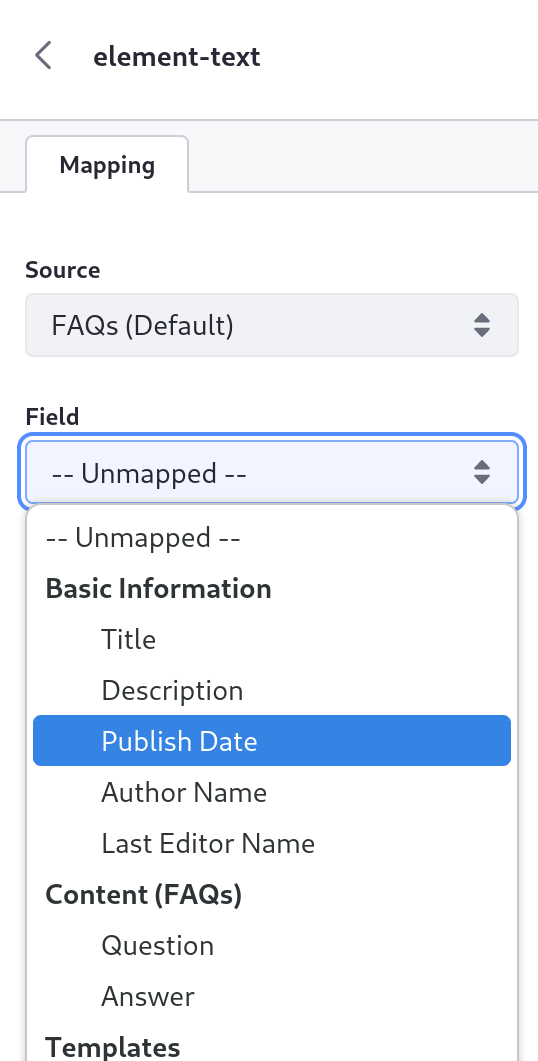 element-text
Mapping
Source
FAQs (Default)
Field
-- Unmapped --
-- Unmapped --
Basic Information
Title
Description
Publish Date
Author Name
Last Editor Name
Content (FAQs)
Question
Answer
Templates